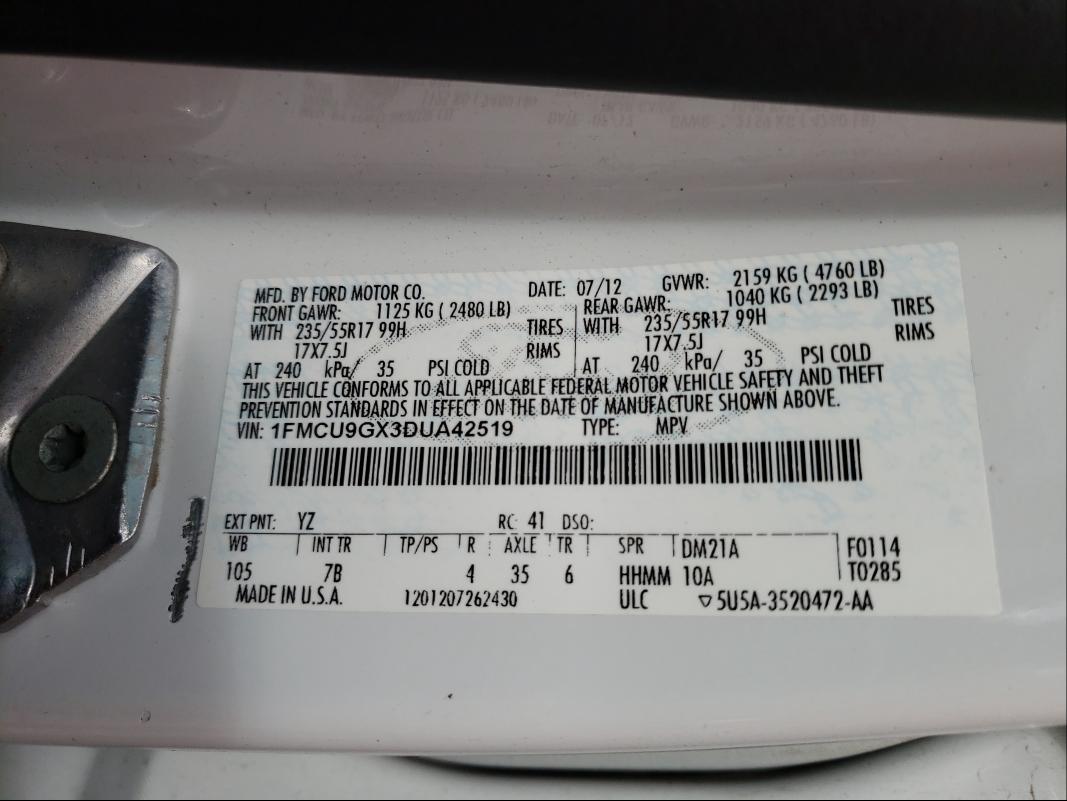 MFD. BY FORD MOTOR CO. DATE: 07/12 GVWR: 2159 KG ( 4760 LB)
FRONT GAWR: 1125 KG ( 2480 LB) REAR GAWR: 1040 KG ( 2293 LB)
WITH 235/55R17 99H TIRES WITH 235/55R17 99H TIRES
17X7.5J RIMS 17X7.5J RIMS
AT 240 kPa/ 35 PSI COLD AT 240 kPa/ 35 PSI COLD
THIS VEHICLE CONFORMS TO ALL APPLICABLE FEDERAL MOTOR VEHICLE SAFETY AND THEFT
PREVENTION STANDARDS IN EFFECT ON THE DATE OF MANUFACTURE SHOWN ABOVE.
VIN: 1FMCU9GX3DUA42519 TYPE: MPV
EXT PNT: YZ RC: 41 DSO:
WB INT TR TP/PS R AXLE TR SPR DM21A F0114
105 7B 4 35 6 HHMM 10A T0285
MADE IN U.S.A. 1201207262430 ULC ▽5U5A-3520472-AA